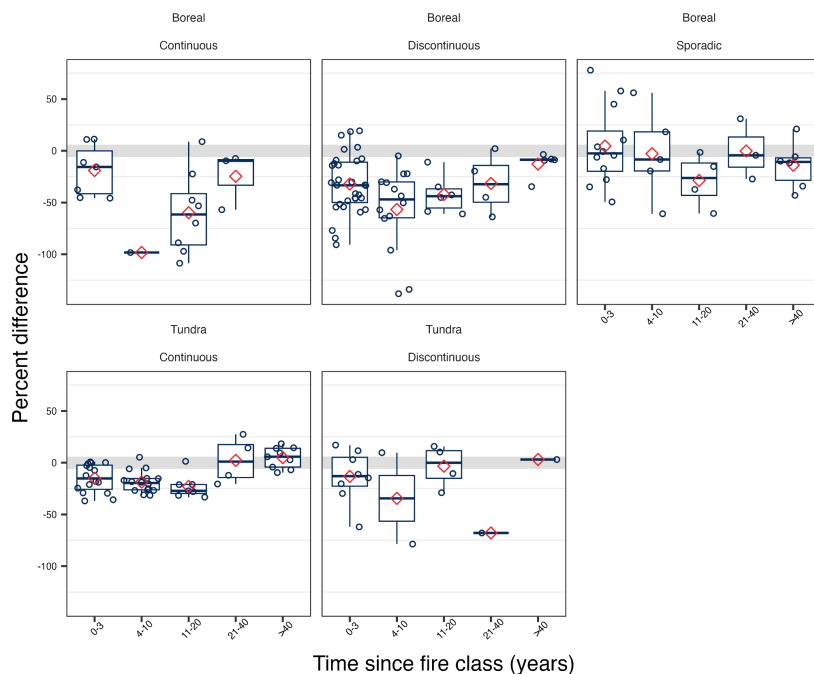 Boreal
Continuous
Boreal
Discontinuous
Boreal
Sporadic
50
0
-50
-100
0-3
4-10
11-20
21-40
>40
Tundra
Continuous
Tundra
Discontinuous
50
0
-50
-100
0-3
4-10
11-20
21-40
>40
0-3
4-10
11-20
21-40
>40
Percent difference
Time since fire class (years)